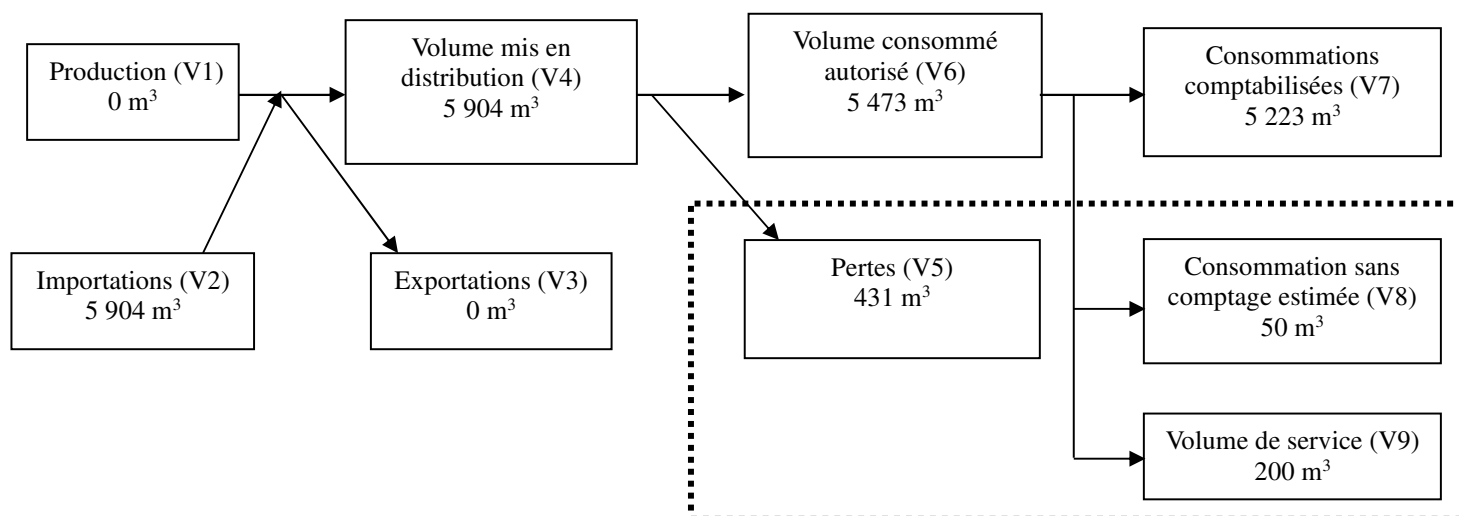 Production (V1)
0 m³
Volume mis en
distribution (V4)
5 904 m³
Volume consommé
autorisé (V6)
5 473 m³
Consommations
comptabilisées (V7)
5 223 m³
Importations (V2)
5 904 m³
Exportations (V3)
0 m³
Pertes (V5)
431 m³
Consommation sans
comptage estimée (V8)
50 m³
Volume de service (V9)
200 m³